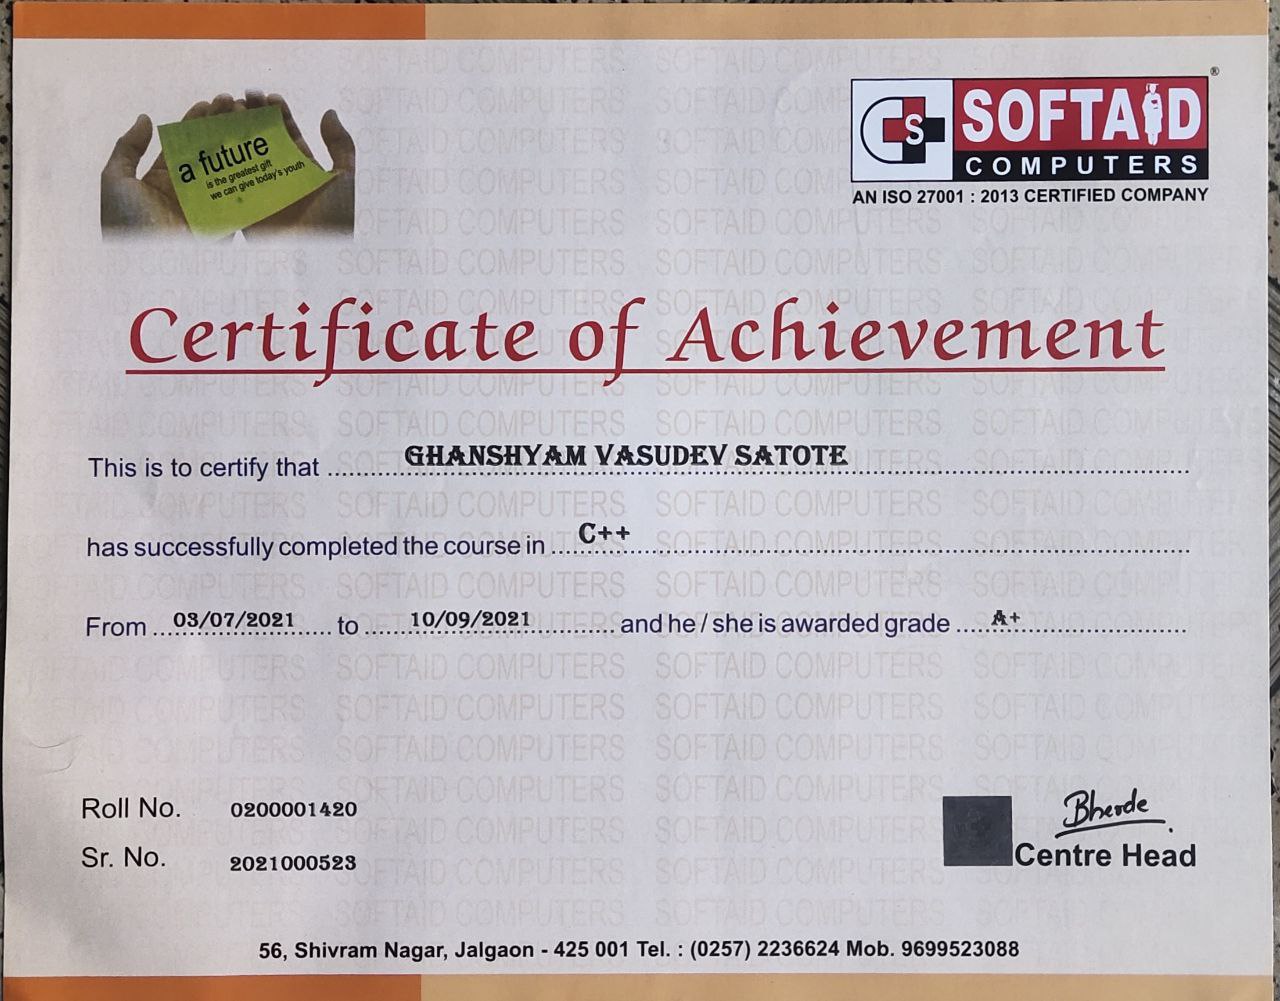 a future
is the greatest gift
we can give today's youth
CS
SOFTAID
COMPUTERS
®
AN ISO 27001 : 2013 CERTIFIED COMPANY
Certificate of Achievement
This is to certify that GHANSHYAM VASUDEV SATOTE
has successfully completed the course in C++
From 03/07/2021 to 10/09/2021 and he / she is awarded grade A+
Roll No. 0200001420
Sr. No. 2021000523
Centre Head
56, Shivram Nagar, Jalgaon - 425 001 Tel. : (0257) 2236624 Mob. 9699523088